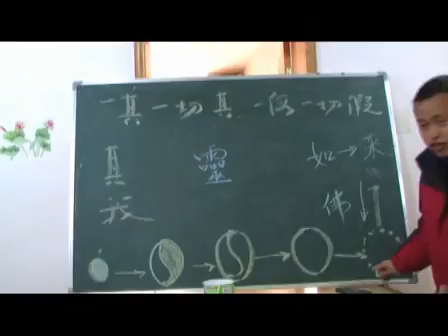 一真一切真 一假一切假
真我
靈
如→来
佛